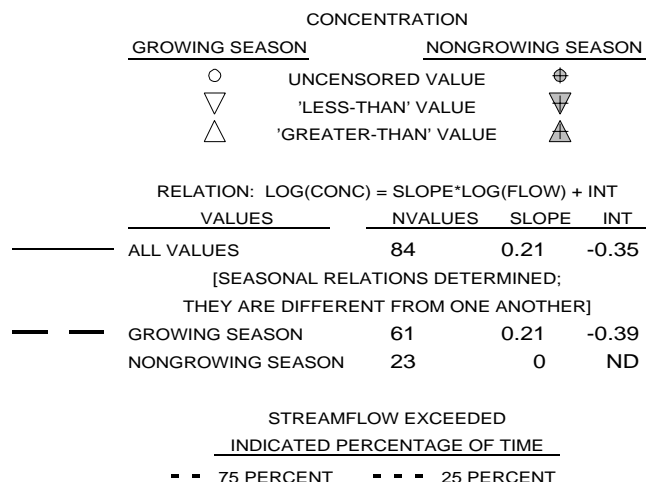 CONCENTRATION
GROWING SEASON NONGROWING SEASON
UNCENSORED VALUE
'LESS-THAN' VALUE
'GREATER-THAN' VALUE
RELATION: LOG(CONC) = SLOPE*LOG(FLOW) + INT
VALUES NVALUES SLOPE INT
ALL VALUES 84 0.21 -0.35
[SEASONAL RELATIONS DETERMINED;
THEY ARE DIFFERENT FROM ONE ANOTHER]
GROWING SEASON 61 0.21 -0.39
NONGROWING SEASON 23 0 ND
STREAMFLOW EXCEEDED
INDICATED PERCENTAGE OF TIME
75 PERCENT 25 PERCENT